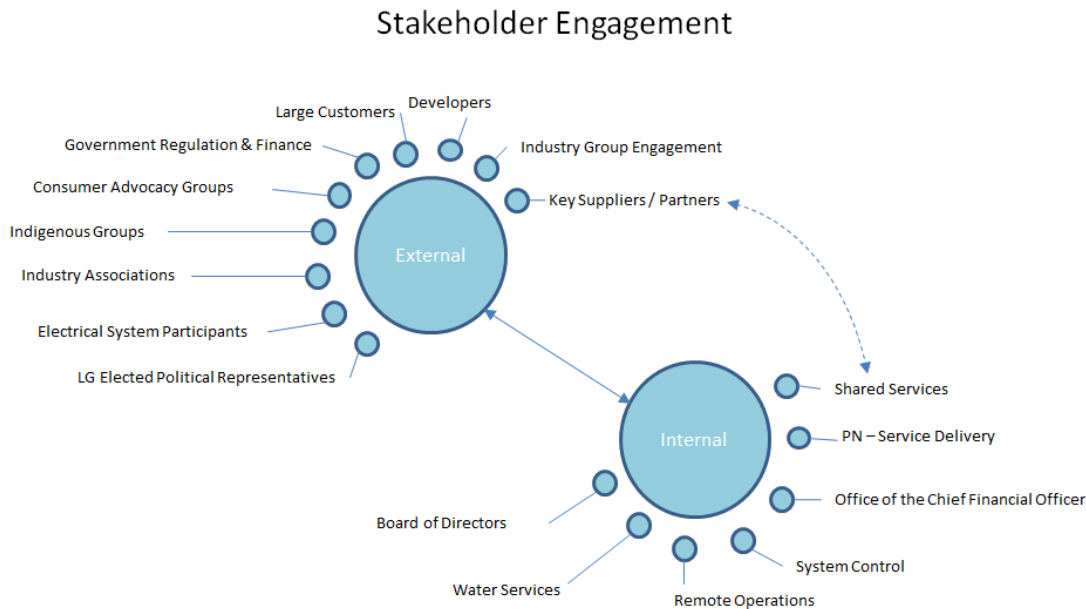 Stakeholder Engagement
Developers
Large Customers
Government Regulation & Finance
Industry Group Engagement
Consumer Advocacy Groups
Key Suppliers / Partners
Indigenous Groups
External
Industry Associations
Electrical System Participants
LG Elected Political Representatives
Shared Services
Internal
PN – Service Delivery
Office of the Chief Financial Officer
Board of Directors
System Control
Water Services
Remote Operations